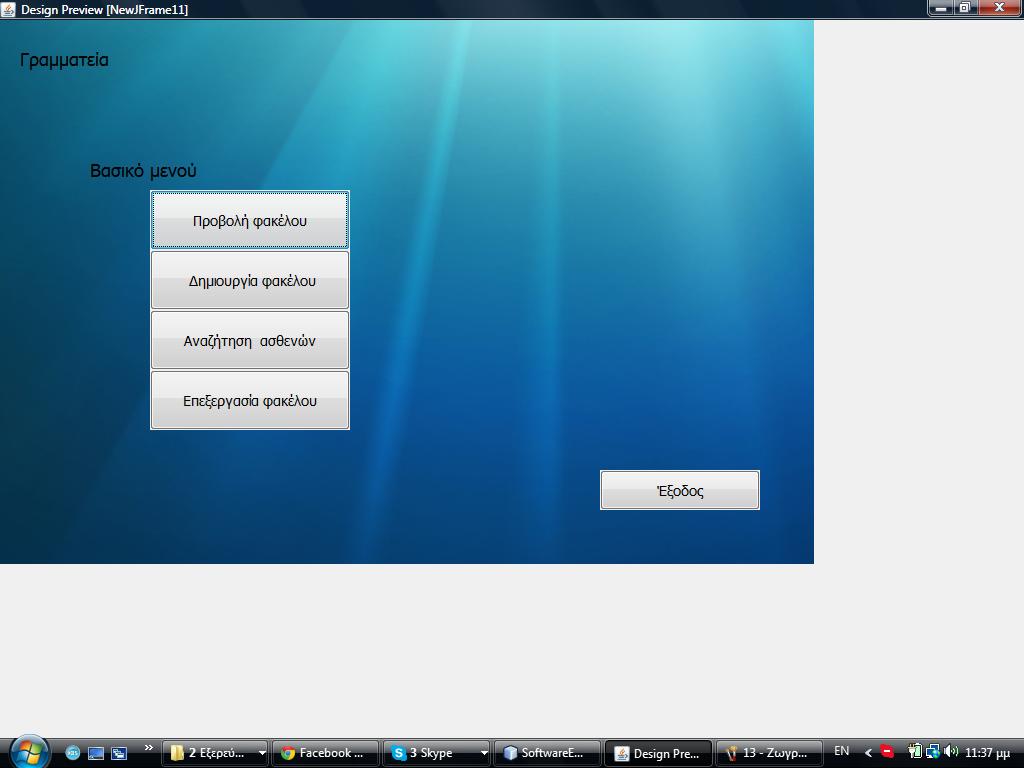 Design Preview [NewJFrame11]
Γραμματεία
Βασικό μενού
Προβολή φακέλου
Δημιουργία φακέλου
Αναζήτηση  ασθενών
Επεξεργασία φακέλου
Έξοδος
» 2 Εξερεύ... Facebook ... 3 Skype SoftwareE... Design Pre... 13 - Ζωγρ... EN < 11:37 μμ